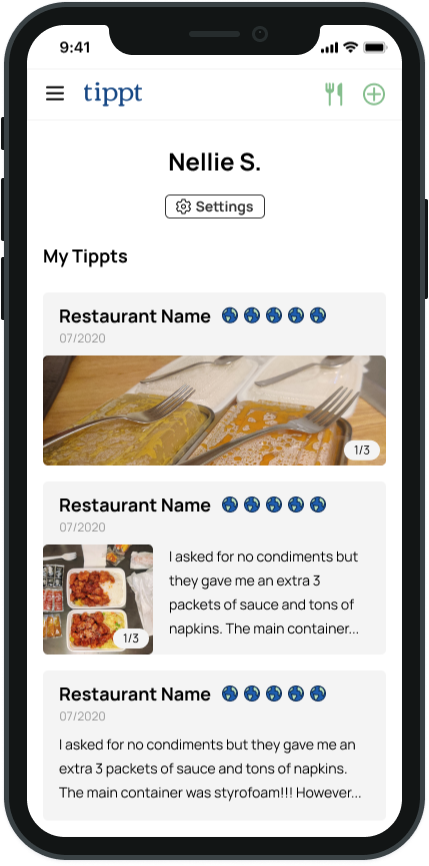 9:41
tippt
Nellie S.
Settings
My Tippts
Restaurant Name
07/2020
1/3
Restaurant Name
07/2020
I asked for no condiments but
they gave me an extra 3
packets of sauce and tons of
napkins. The main container...
1/3
Restaurant Name
07/2020
I asked for no condiments but they gave me an
extra 3 packets of sauce and tons of napkins.
The main container was styrofoam!!! However...